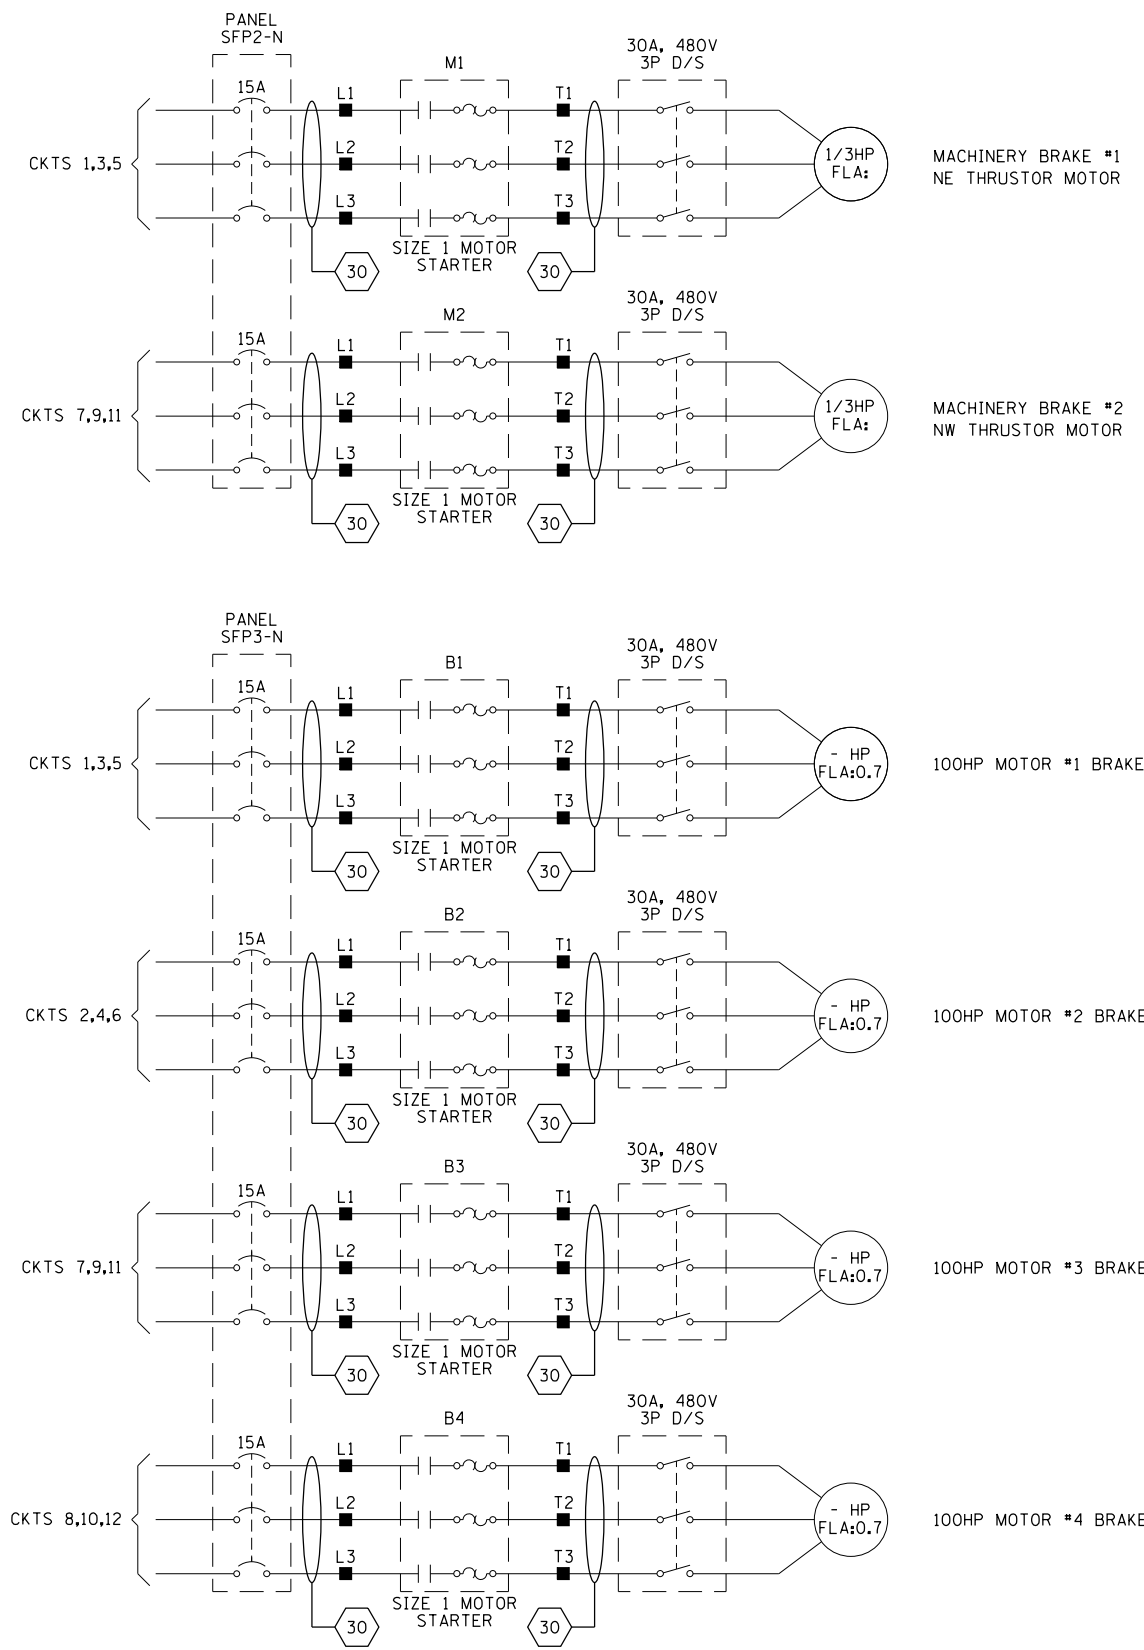 PANEL
SFP2-N
15A
L1
M1
T1
30A, 480V
3P D/S
CKTS 1,3,5
L2
T2
1/3HP
FLA:
MACHINERY BRAKE #1
NE THRUSTOR MOTOR
L3
T3
SIZE 1 MOTOR
STARTER
30
30
15A
L1
M2
T1
30A, 480V
3P D/S
CKTS 7,9,11
L2
T2
1/3HP
FLA:
MACHINERY BRAKE #2
NW THRUSTOR MOTOR
L3
T3
SIZE 1 MOTOR
STARTER
30
30
PANEL
SFP3-N
15A
L1
B1
T1
30A, 480V
3P D/S
CKTS 1,3,5
L2
T2
- HP
FLA:0.7
100HP MOTOR #1 BRAKE
L3
T3
SIZE 1 MOTOR
STARTER
30
30
15A
L1
B2
T1
30A, 480V
3P D/S
CKTS 2,4,6
L2
T2
- HP
FLA:0.7
100HP MOTOR #2 BRAKE
L3
T3
SIZE 1 MOTOR
STARTER
30
30
15A
L1
B3
T1
30A, 480V
3P D/S
CKTS 7,9,11
L2
T2
- HP
FLA:0.7
100HP MOTOR #3 BRAKE
L3
T3
SIZE 1 MOTOR
STARTER
30
30
15A
L1
B4
T1
30A, 480V
3P D/S
CKTS 8,10,12
L2
T2
- HP
FLA:0.7
100HP MOTOR #4 BRAKE
L3
T3
SIZE 1 MOTOR
STARTER
30
30